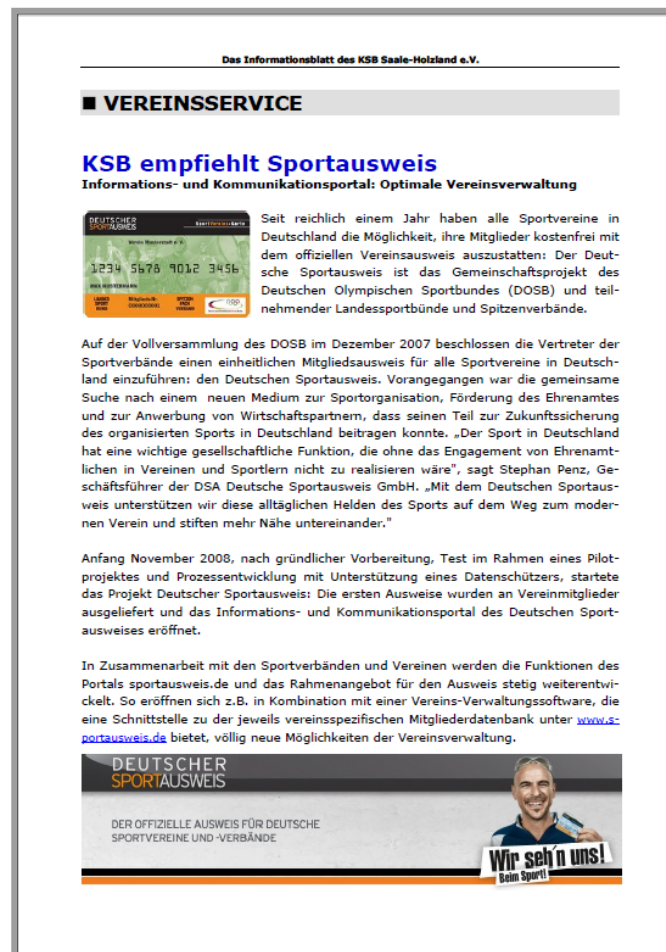 Das Informationsblatt des KSB Saale-Holzland e.V.
■ VEREINSSERVICE
KSB empfiehlt Sportausweis
Informations- und Kommunikationsportal: Optimale Vereinsverwaltung
DEUTSCHER
SPORTAUSWEIS
Verein Musterstadt e. V.
1234 5678 9012 3456
MAX MUSTERMANN
LANDES
SPORT
BUND
Mitglieds-Nr.
SPITZEN
FACH
VERBAND
Seit reichlich einem Jahr haben alle Sportvereine in
Deutschland die Möglichkeit, ihre Mitglieder kostenfrei mit
dem offiziellen Vereinsausweis auszustatten: Der Deut-
sche Sportausweis ist das Gemeinschaftsprojekt des
Deutschen Olympischen Sportbundes (DOSB) und teil-
nehmender Landessportbünde und Spitzenverbände.
Auf der Vollversammlung des DOSB im Dezember 2007 beschlossen die Vertreter der
Sportverbände einen einheitlichen Mitgliedsausweis für alle Sportvereine in Deutsch-
land einzuführen: den Deutschen Sportausweis. Vorangegangen war die gemeinsame
Suche nach einem neuen Medium zur Sportorganisation, Förderung des Ehrenamtes
und zur Anwerbung von Wirtschaftspartnern, dass seinen Teil zur Zukunftssicherung
des organisierten Sports in Deutschland beitragen konnte. „Der Sport in Deutschland
hat eine wichtige gesellschaftliche Funktion, die ohne das Engagement von Ehrenamt-
lichen in Vereinen und Sportlern nicht zu realisieren wäre", sagt Stephan Penz, Ge-
schäftsführer der DSA Deutsche Sportausweis GmbH. „Mit dem Deutschen Sportaus-
weis unterstützen wir diese alltäglichen Helden des Sports auf dem Weg zum moder-
nen Verein und stiften mehr Nähe untereinander."
Anfang November 2008, nach gründlicher Vorbereitung, Test im Rahmen eines Pilot-
projektes und Prozessentwicklung mit Unterstützung eines Datenschützers, startete
das Projekt Deutscher Sportausweis: Die ersten Ausweise wurden an Vereinmitglieder
ausgeliefert und das Informations- und Kommunikationsportal des Deutschen Sport-
ausweises eröffnet.
In Zusammenarbeit mit den Sportverbänden und Vereinen werden die Funktionen des
Portals sportausweis.de und das Rahmenangebot für den Ausweis stetig weiterentwi-
ckelt. So eröffnen sich z.B. in Kombination mit einer Vereins-Verwaltungssoftware, die
eine Schnittstelle zu der jeweils vereinsspezifischen Mitgliederdatenbank unter www.s-
portausweis.de bietet, völlig neue Möglichkeiten der Vereinsverwaltung.
DEUTSCHER
SPORTAUSWEIS
DER OFFIZIELLE AUSWEIS FÜR DEUTSCHE
SPORTVEREINE UND -VERBÄNDE
Wir seh'n uns!
Beim Sport!